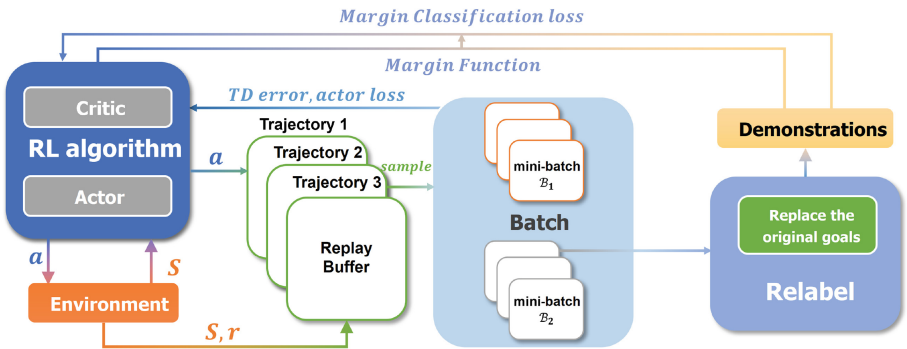 Margin Classification loss
Margin Function
Critic
RL algorithm
Actor
TD error, actor loss
a
Trajectory 1
Trajectory 2
Trajectory 3
Replay
Buffer
sample
mini-batch
ℬ₁
Batch
mini-batch
ℬ₂
Demonstrations
Replace the
original goals
Relabel
a
S
Environment
S, r